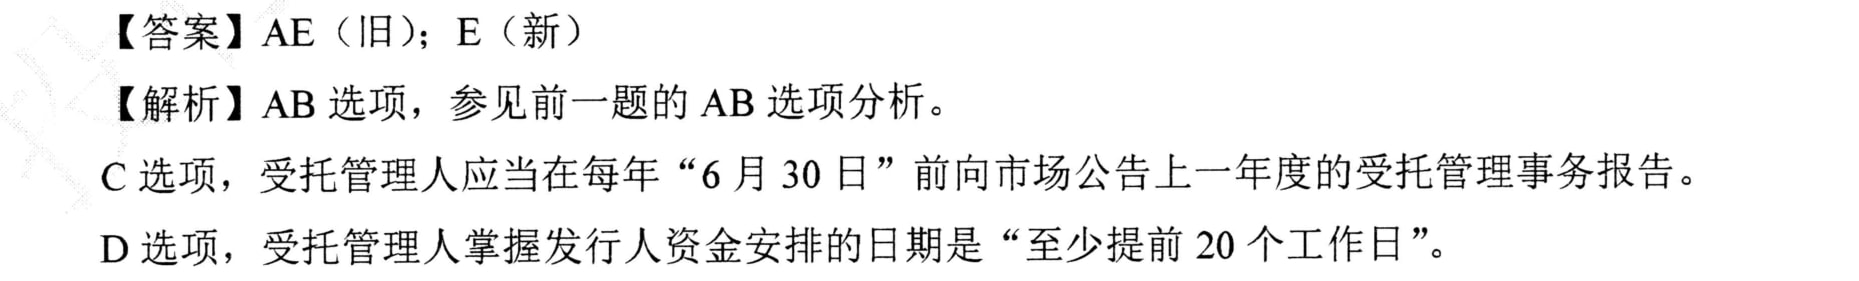 【答案】AE（旧）；E（新）
【解析】AB 选项，参见前一题的 AB 选项分析。
C 选项，受托管理人应当在每年“6 月 30 日”前向市场公告上一年度的受托管理事务报告。
D 选项，受托管理人掌握发行人资金安排的日期是“至少提前 20 个工作日”。